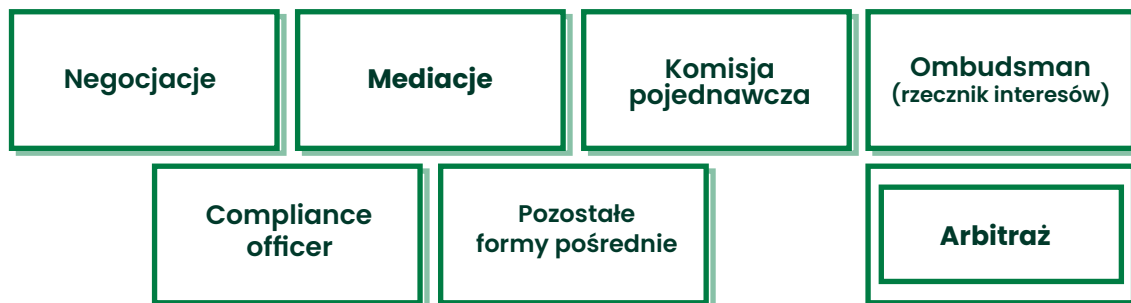 Negocjacje
Mediacje
Komisja
pojednawcza
Ombudsman
(rzecznik interesów)
Compliance
officer
Pozostałe
formy pośrednie
Arbitraż